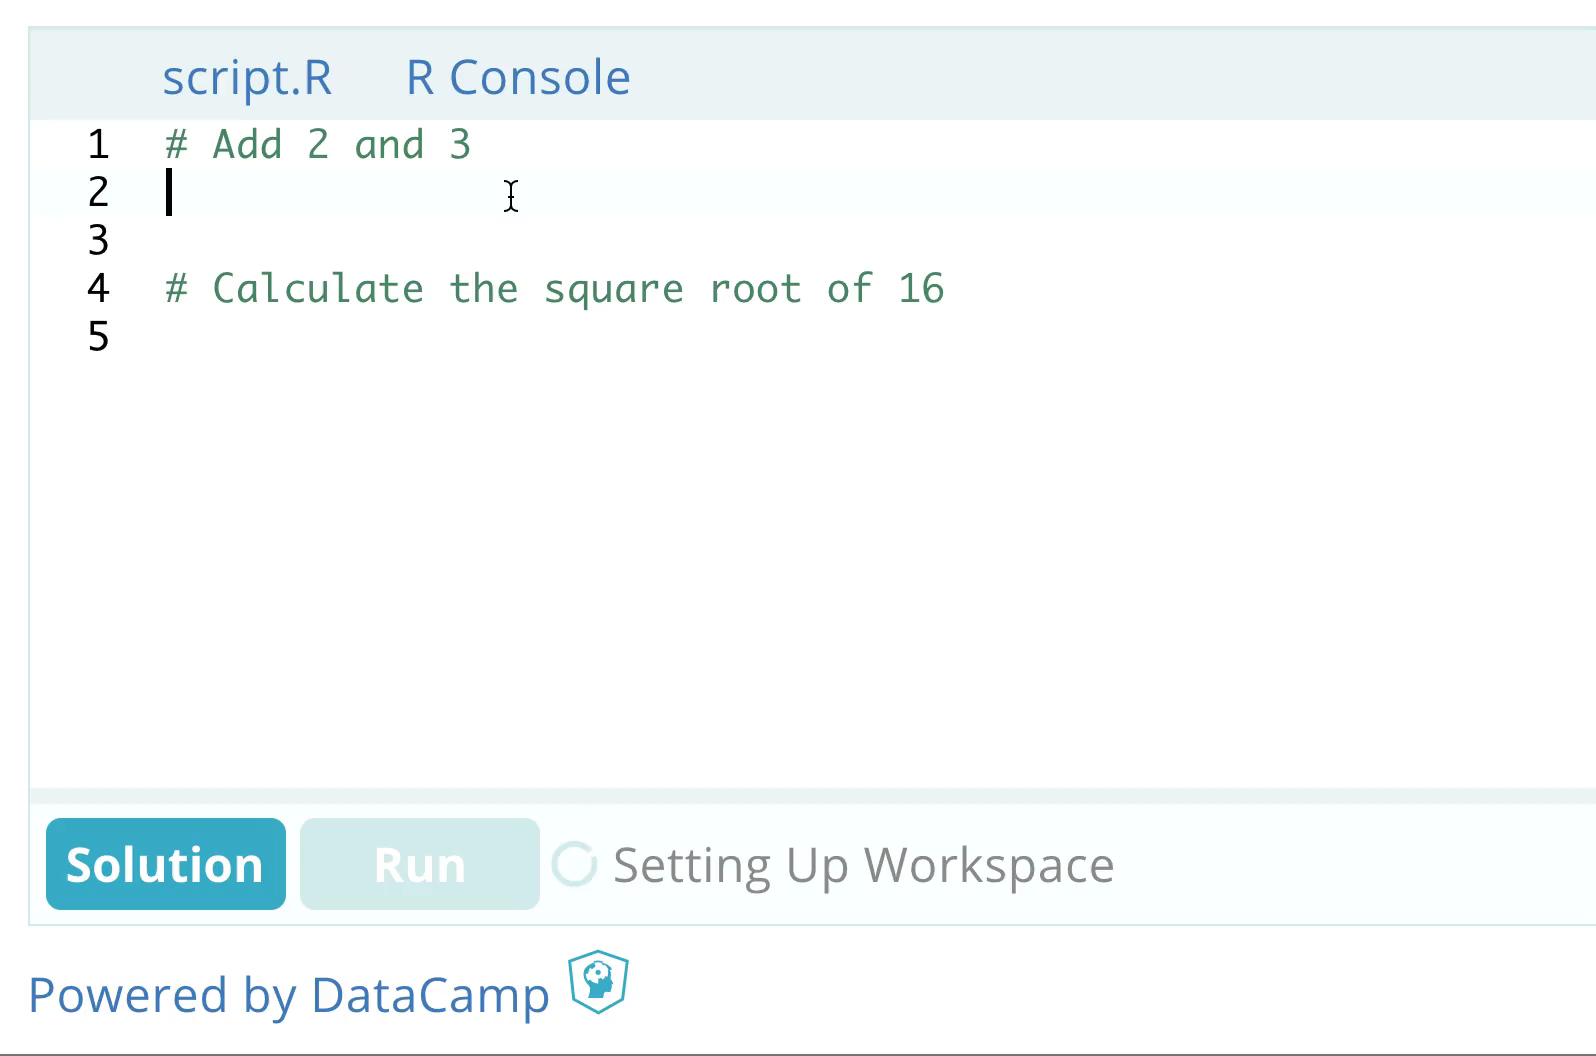 script.R R Console
1 # Add 2 and 3
2
3
4 # Calculate the square root of 16
5
Solution Run Setting Up Workspace
Powered by DataCamp